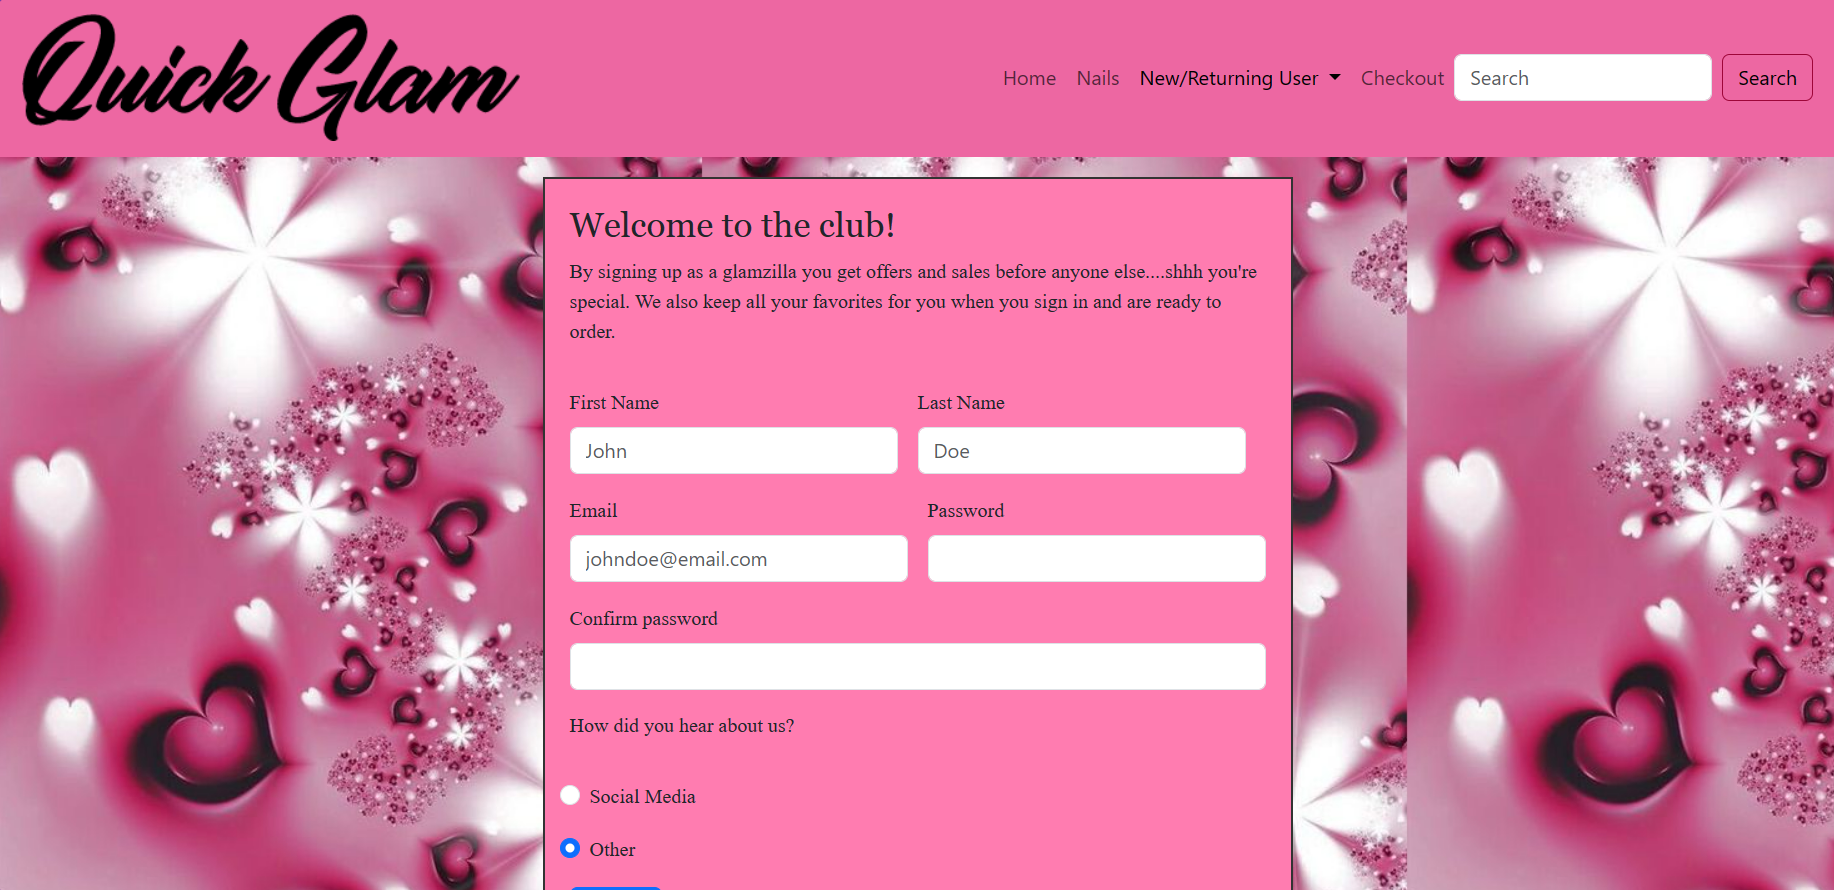 Quick Glam
Home Nails New/Returning User Checkout Search Search
Welcome to the club!
By signing up as a glamzilla you get offers and sales before anyone else....shhh you're
special. We also keep all your favorites for you when you sign in and are ready to
order.
First Name Last Name
John Doe
Email Password
johndoe@email.com
Confirm password
How did you hear about us?
Social Media
Other